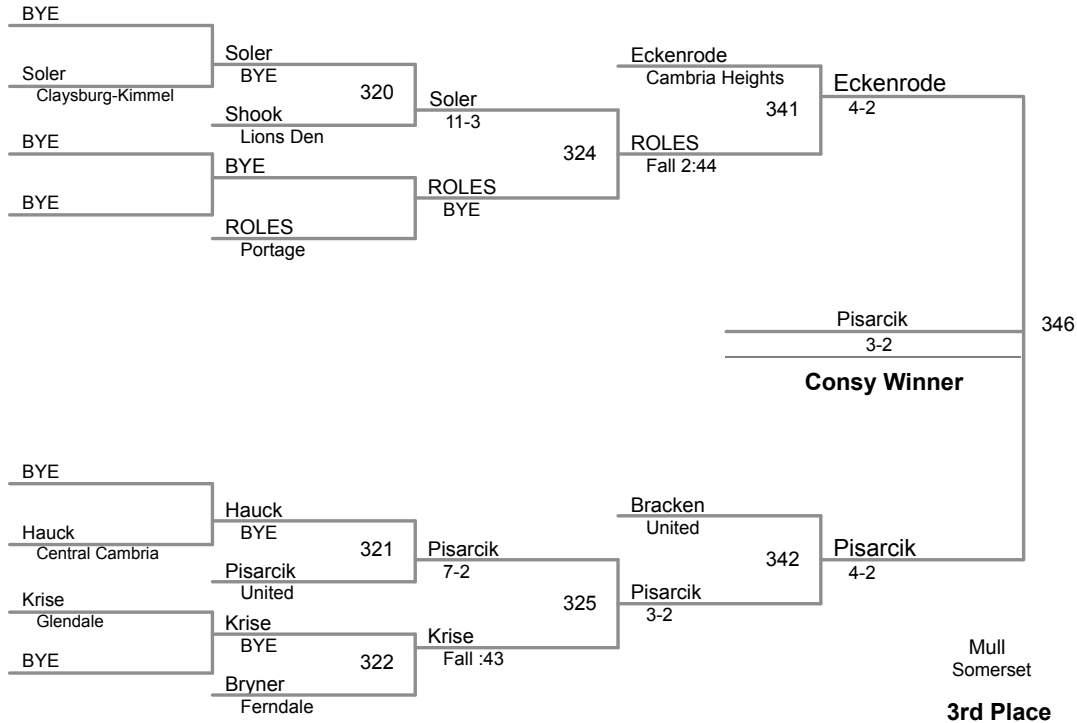 BYE
Soler
Claysburg-Kimmel
Soler
BYE
320
Shook
Lions Den
Soler
11-3
BYE
BYE
BYE
ROLES
Portage
ROLES
BYE
324
Eckenrode
Cambria Heights
341
ROLES
Fall 2:44
Eckenrode
4-2
Pisarcik
3-2
Consy Winner
346
BYE
Hauck
Central Cambria
Hauck
BYE
321
Pisarcik
United
Pisarcik
7-2
Krise
Glendale
BYE
Krise
BYE
322
Bryner
Ferndale
Krise
Fall :43
325
Bracken
United
342
Pisarcik
3-2
Pisarcik
4-2
Mull
Somerset
3rd Place